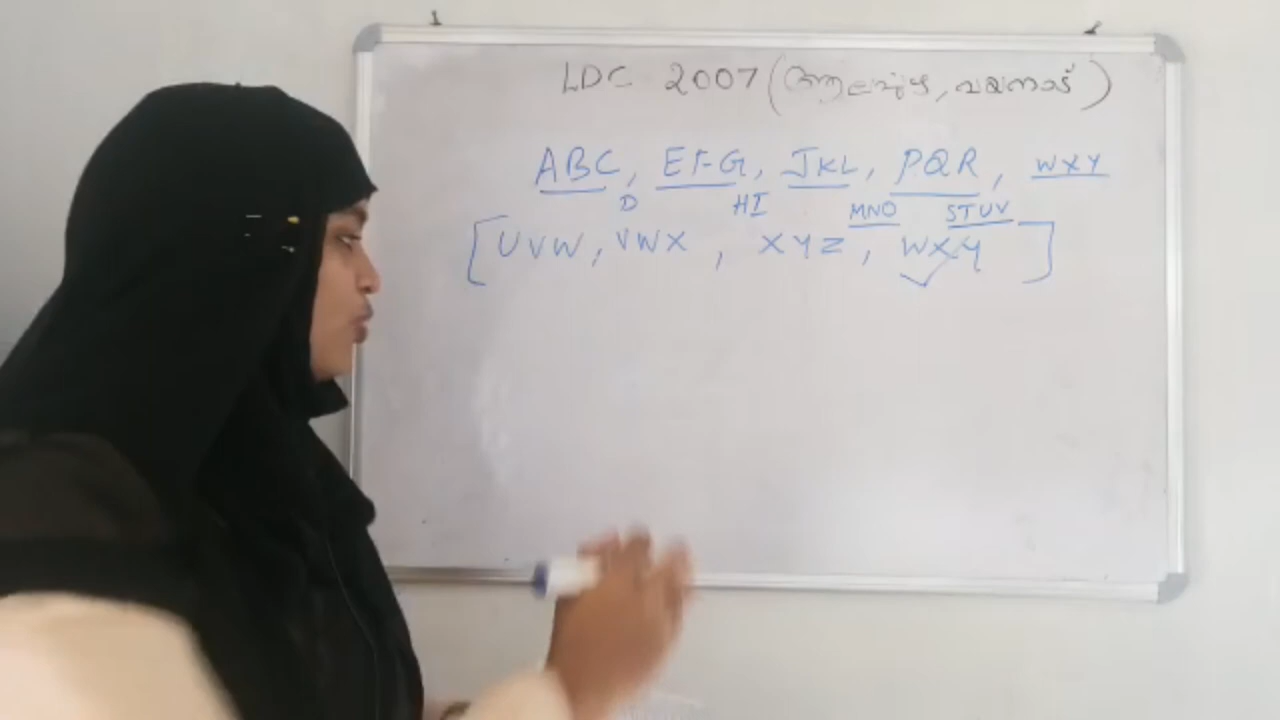 LDC 2007 (ആലപ്പുഴ, വയനാട്)
ABC, EFG, JKL, PQR, WXY
D HI MNO STUV
[UVW, VWX, XYZ, WXY]